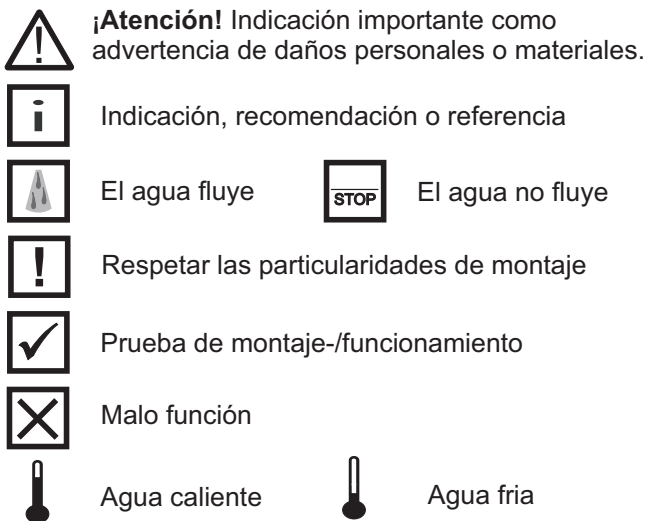 ¡Atención! Indicación importante como
advertencia de daños personales o materiales.
i
Indicación, recomendación o referencia
El agua fluye
STOP
El agua no fluye
!
Respetar las particularidades de montaje
Prueba de montaje-/funcionamiento
Malo función
Agua caliente
Agua fria